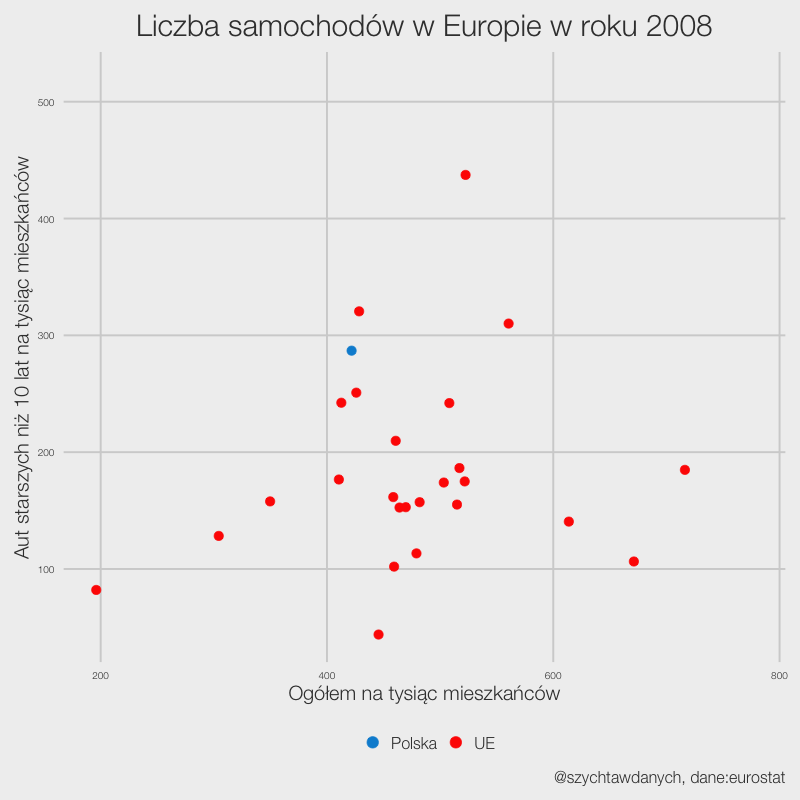 Liczba samochodów w Europie w roku 2008
Aut starszych niż 10 lat na tysiąc mieszkańców
500
400
300
200
100
200 400 600 800
Ogółem na tysiąc mieszkańców
Polska UE
@szychtawdanych, dane:eurostat